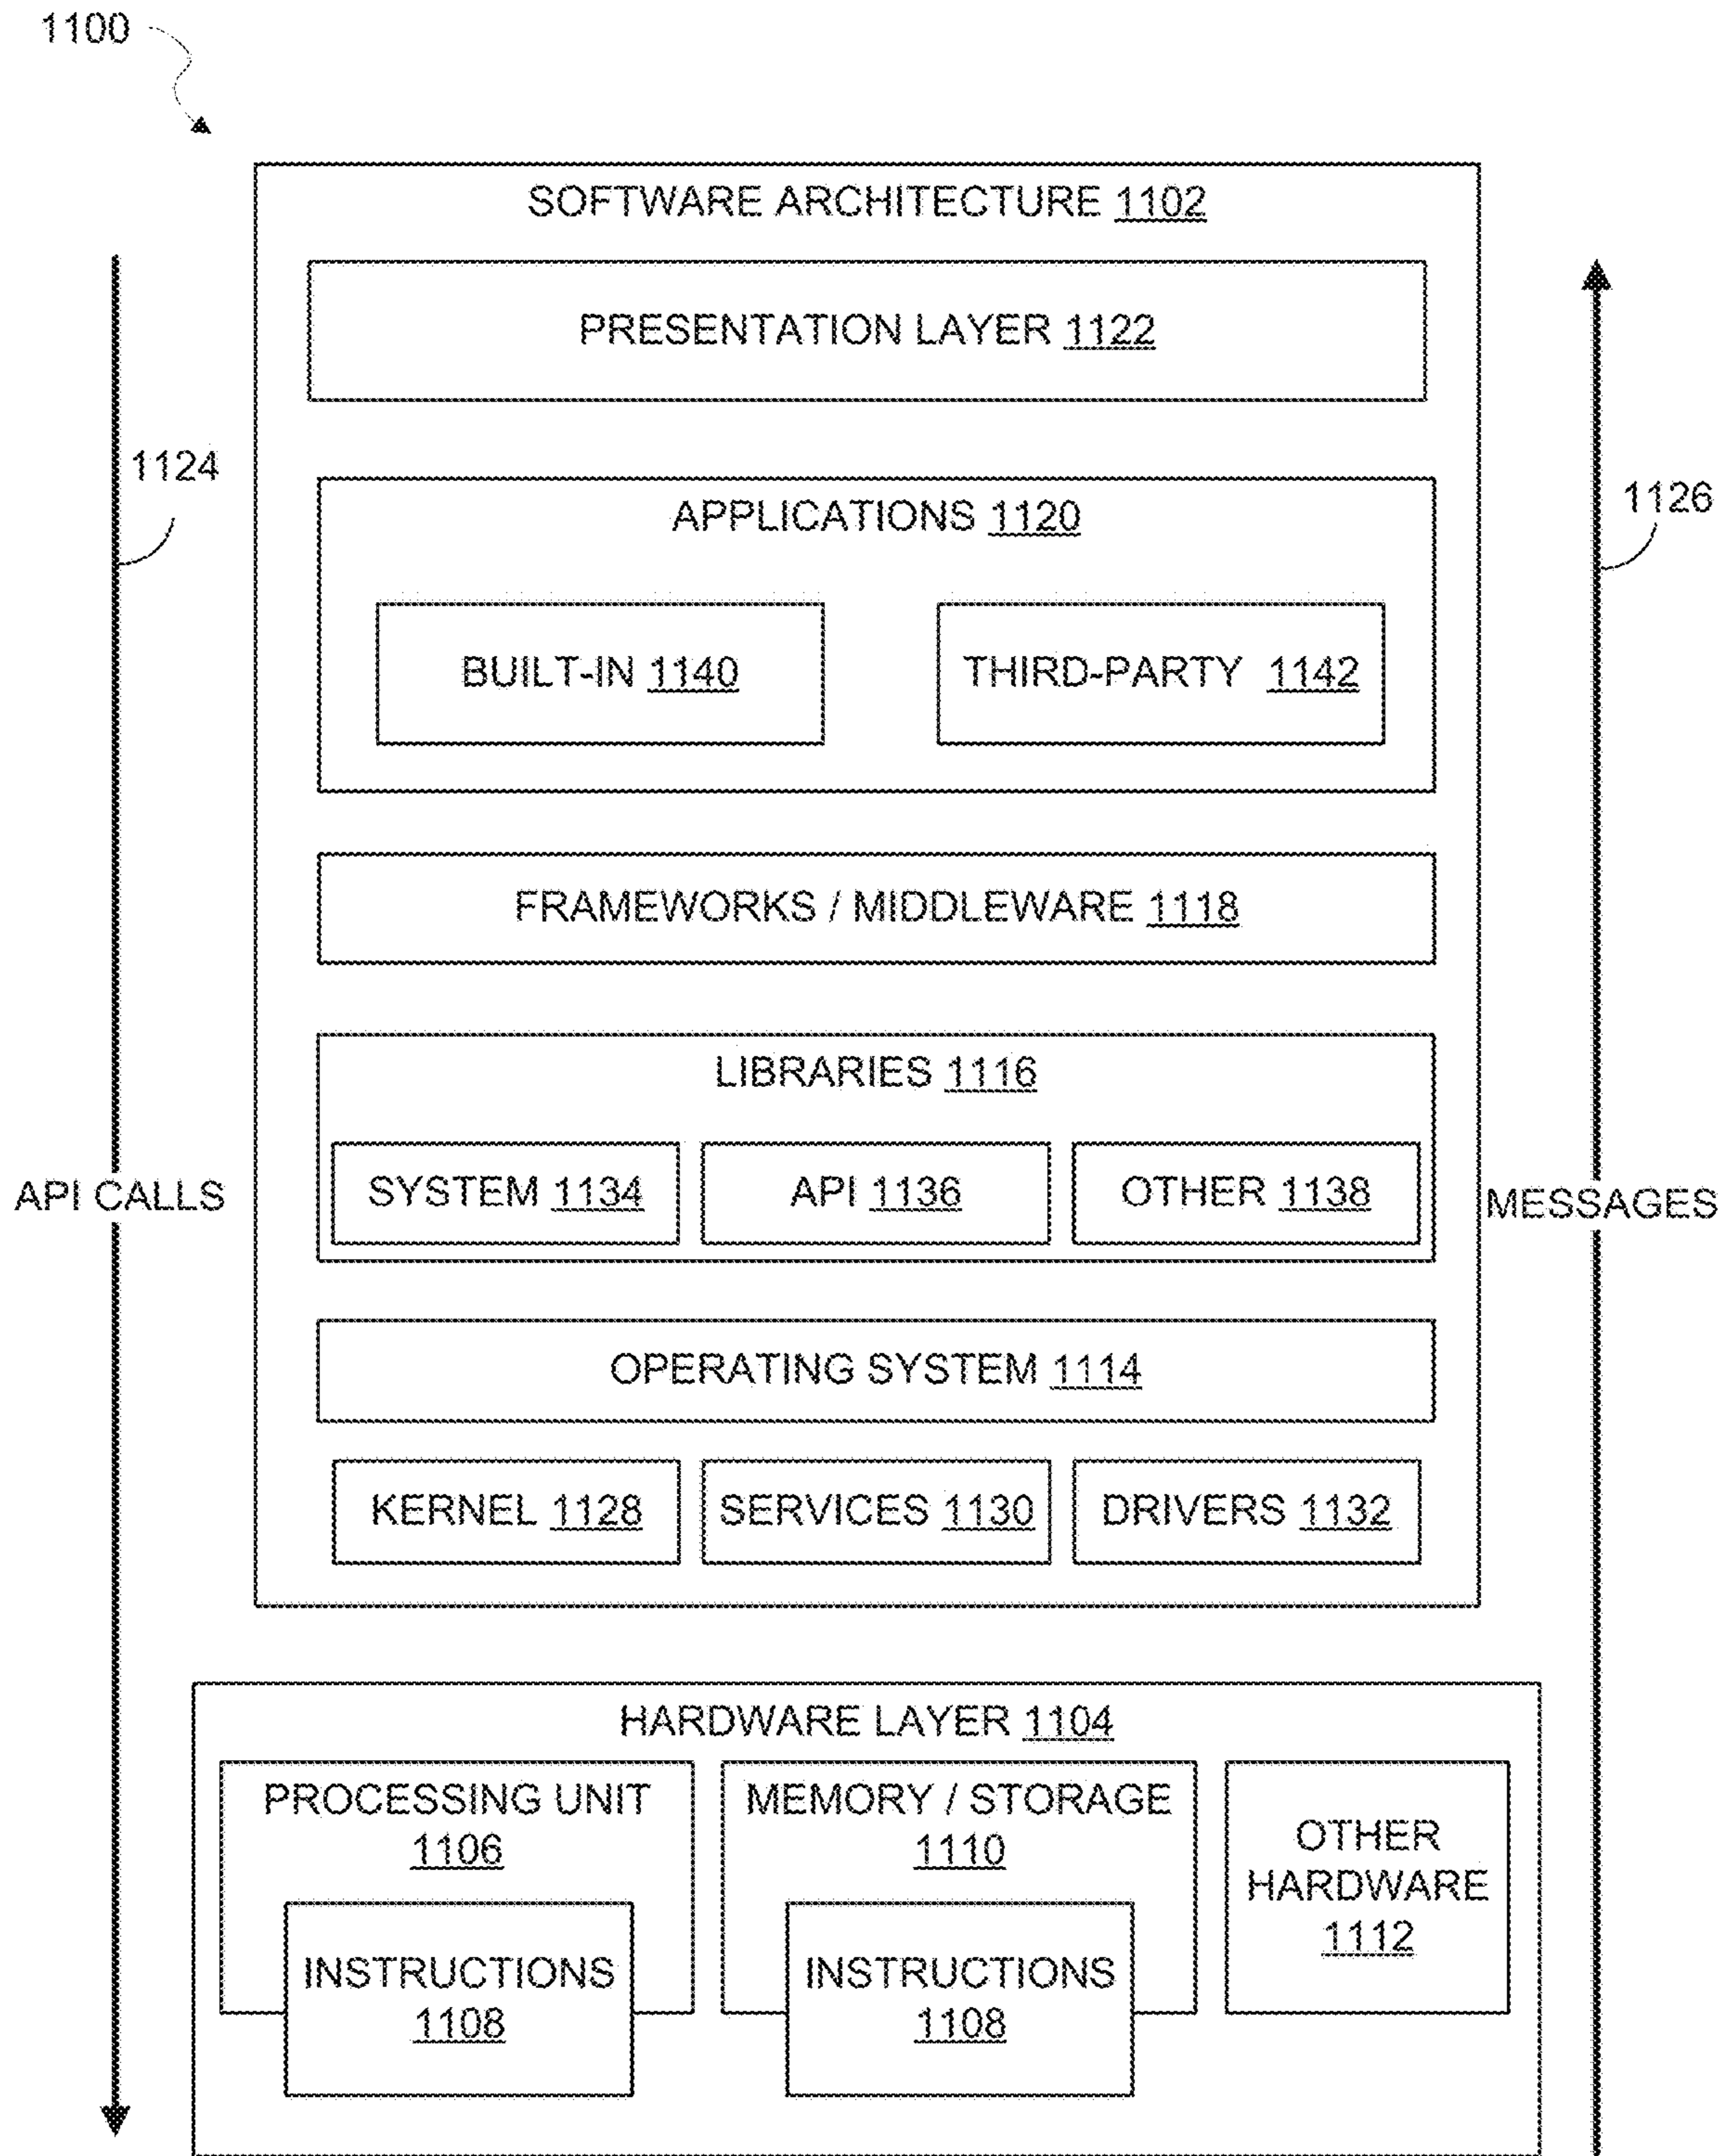 1100
SOFTWARE ARCHITECTURE 1102
PRESENTATION LAYER 1122
1124
1126
APPLICATIONS 1120
BUILT-IN 1140
THIRD-PARTY 1142
FRAMEWORKS / MIDDLEWARE 1118
LIBRARIES 1116
SYSTEM 1134
API 1136
OTHER 1138
API CALLS
MESSAGES
OPERATING SYSTEM 1114
KERNEL 1128
SERVICES 1130
DRIVERS 1132
HARDWARE LAYER 1104
PROCESSING UNIT
1106
INSTRUCTIONS
1108
MEMORY / STORAGE
1110
INSTRUCTIONS
1108
OTHER
HARDWARE
1112